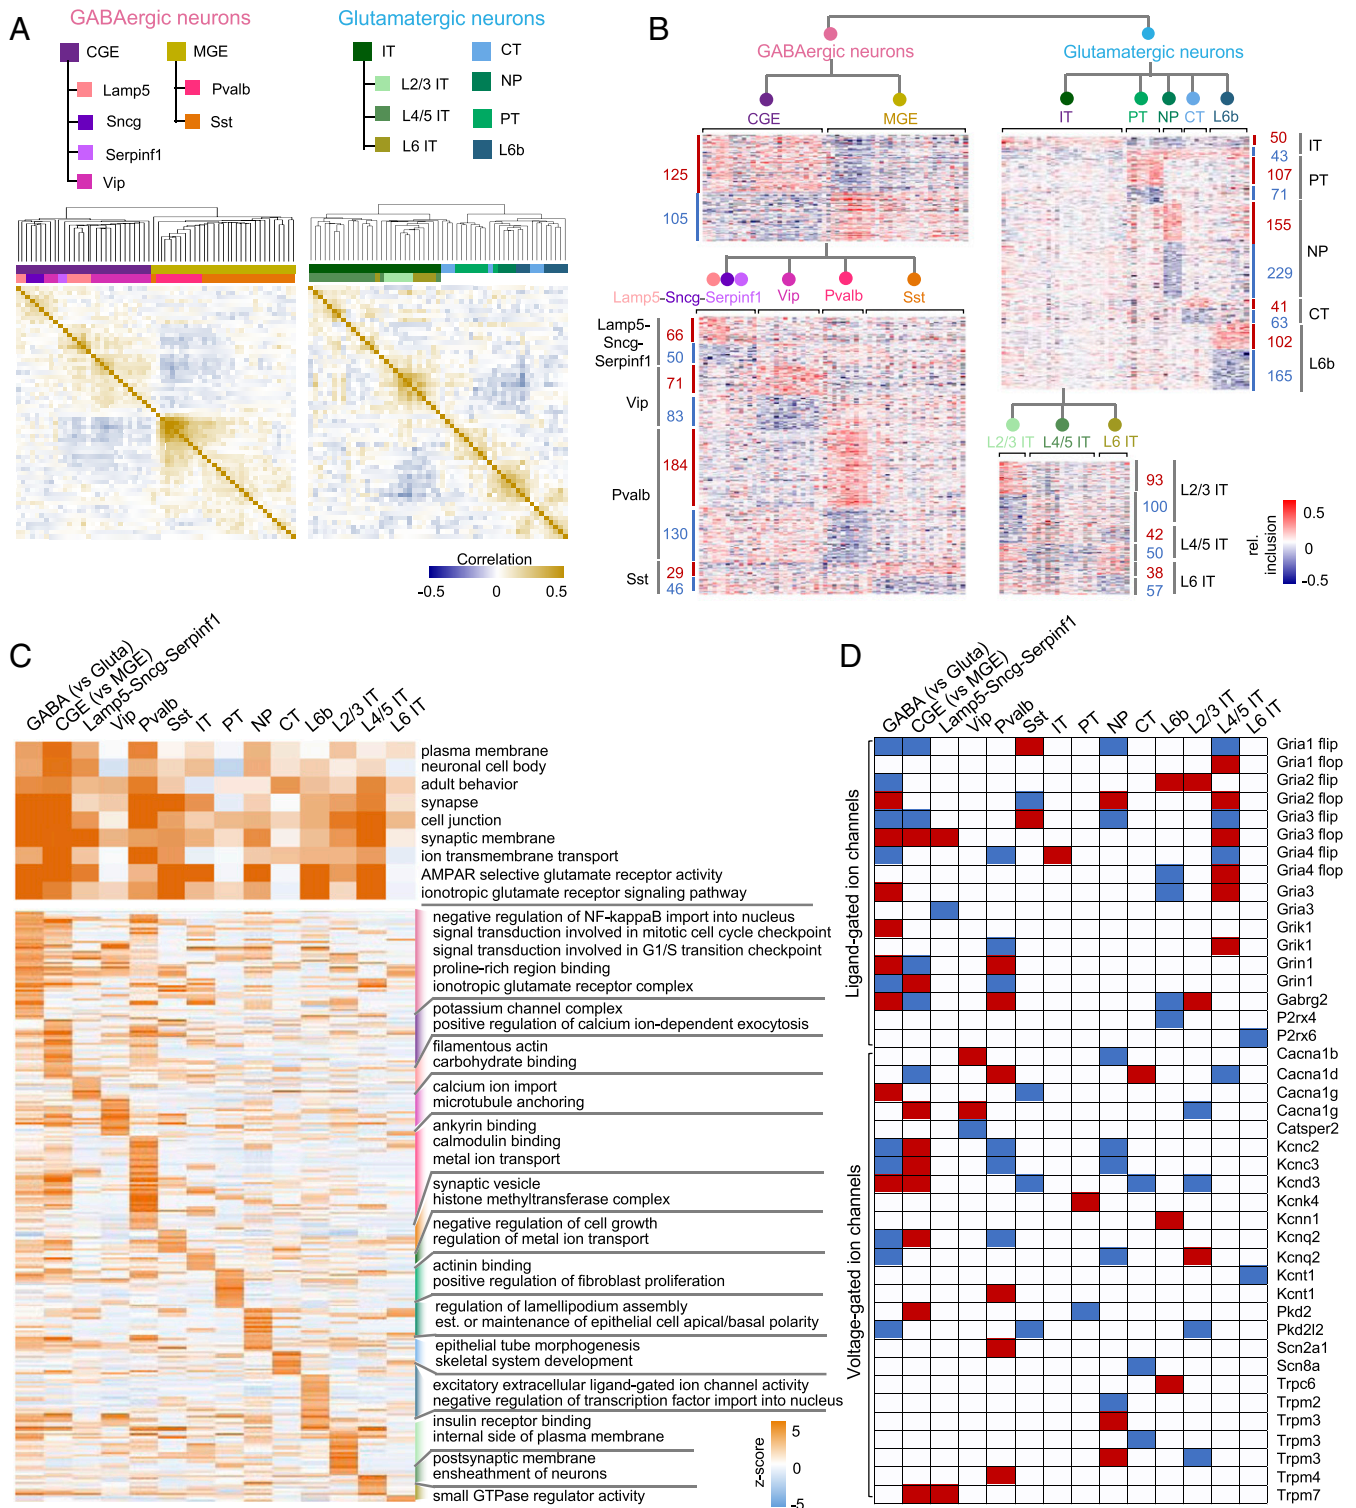 A
GABAergic neurons
Glutamatergic neurons
CGE
MGE
IT
CT
Lamp5
Pvalb
L2/3 IT
NP
Sncg
Sst
L4/5 IT
PT
Serpinf1
L6 IT
L6b
Vip
Correlation
-0.5 0 0.5
B
GABAergic neurons
Glutamatergic neurons
CGE
MGE
IT
PT
NP
CT
L6b
125
105
50
43
107
71
155
229
41
63
102
165
IT
PT
NP
CT
L6b
Lamp5-Sncg-Serpinf1
Vip
Pvalb
Sst
Lamp5-
Sncg-
Serpinf1
Vip
Pvalb
Sst
66
50
71
83
184
130
29
46
L2/3 IT
L4/5 IT
L6 IT
93
100
42
50
38
57
L2/3 IT
L4/5 IT
L6 IT
rel.
inclusion
0.5
0
-0.5
C
GABA (vs Gluta)
CGE (vs MGE)
Lamp5-Sncg-Serpinf1
Vip
Pvalb
Sst
IT
PT
NP
CT
L6b
L2/3 IT
L4/5 IT
L6 IT
plasma membrane
neuronal cell body
adult behavior
synapse
cell junction
synaptic membrane
ion transmembrane transport
AMPAR selective glutamate receptor activity
ionotropic glutamate receptor signaling pathway
negative regulation of NF-kappaB import into nucleus
signal transduction involved in mitotic cell cycle checkpoint
signal transduction involved in G1/S transition checkpoint
proline-rich region binding
ionotropic glutamate receptor complex
potassium channel complex
positive regulation of calcium ion-dependent exocytosis
filamentous actin
carbohydrate binding
calcium ion import
microtubule anchoring
ankyrin binding
calmodulin binding
metal ion transport
synaptic vesicle
histone methyltransferase complex
negative regulation of cell growth
regulation of metal ion transport
actinin binding
positive regulation of fibroblast proliferation
regulation of lamellipodium assembly
est. or maintenance of epithelial cell apical/basal polarity
epithelial tube morphogenesis
skeletal system development
excitatory extracellular ligand-gated ion channel activity
negative regulation of transcription factor import into nucleus
insulin receptor binding
internal side of plasma membrane
postsynaptic membrane
ensheathment of neurons
small GTPase regulator activity
z-score
5
0
-5
D
GABA (vs Gluta)
CGE (vs MGE)
Lamp5-Sncg-Serpinf1
Vip
Pvalb
Sst
IT
PT
NP
CT
L6b
L2/3 IT
L4/5 IT
L6 IT
Ligand-gated ion channels
Gria1 flip
Gria1 flop
Gria2 flip
Gria2 flop
Gria3 flip
Gria3 flop
Gria4 flip
Gria4 flop
Gria3
Gria3
Grik1
Grik1
Grin1
Grin1
Gabrg2
P2rx4
P2rx6
Voltage-gated ion channels
Cacna1b
Cacna1d
Cacna1g
Cacna1g
Catsper2
Kcnc2
Kcnc3
Kcnd3
Kcnk4
Kcnn1
Kcnq2
Kcnq2
Kcnt1
Kcnt1
Pkd2
Pkd2l2
Scn2a1
Scn8a
Trpc6
Trpm2
Trpm3
Trpm3
Trpm3
Trpm4
Trpm7